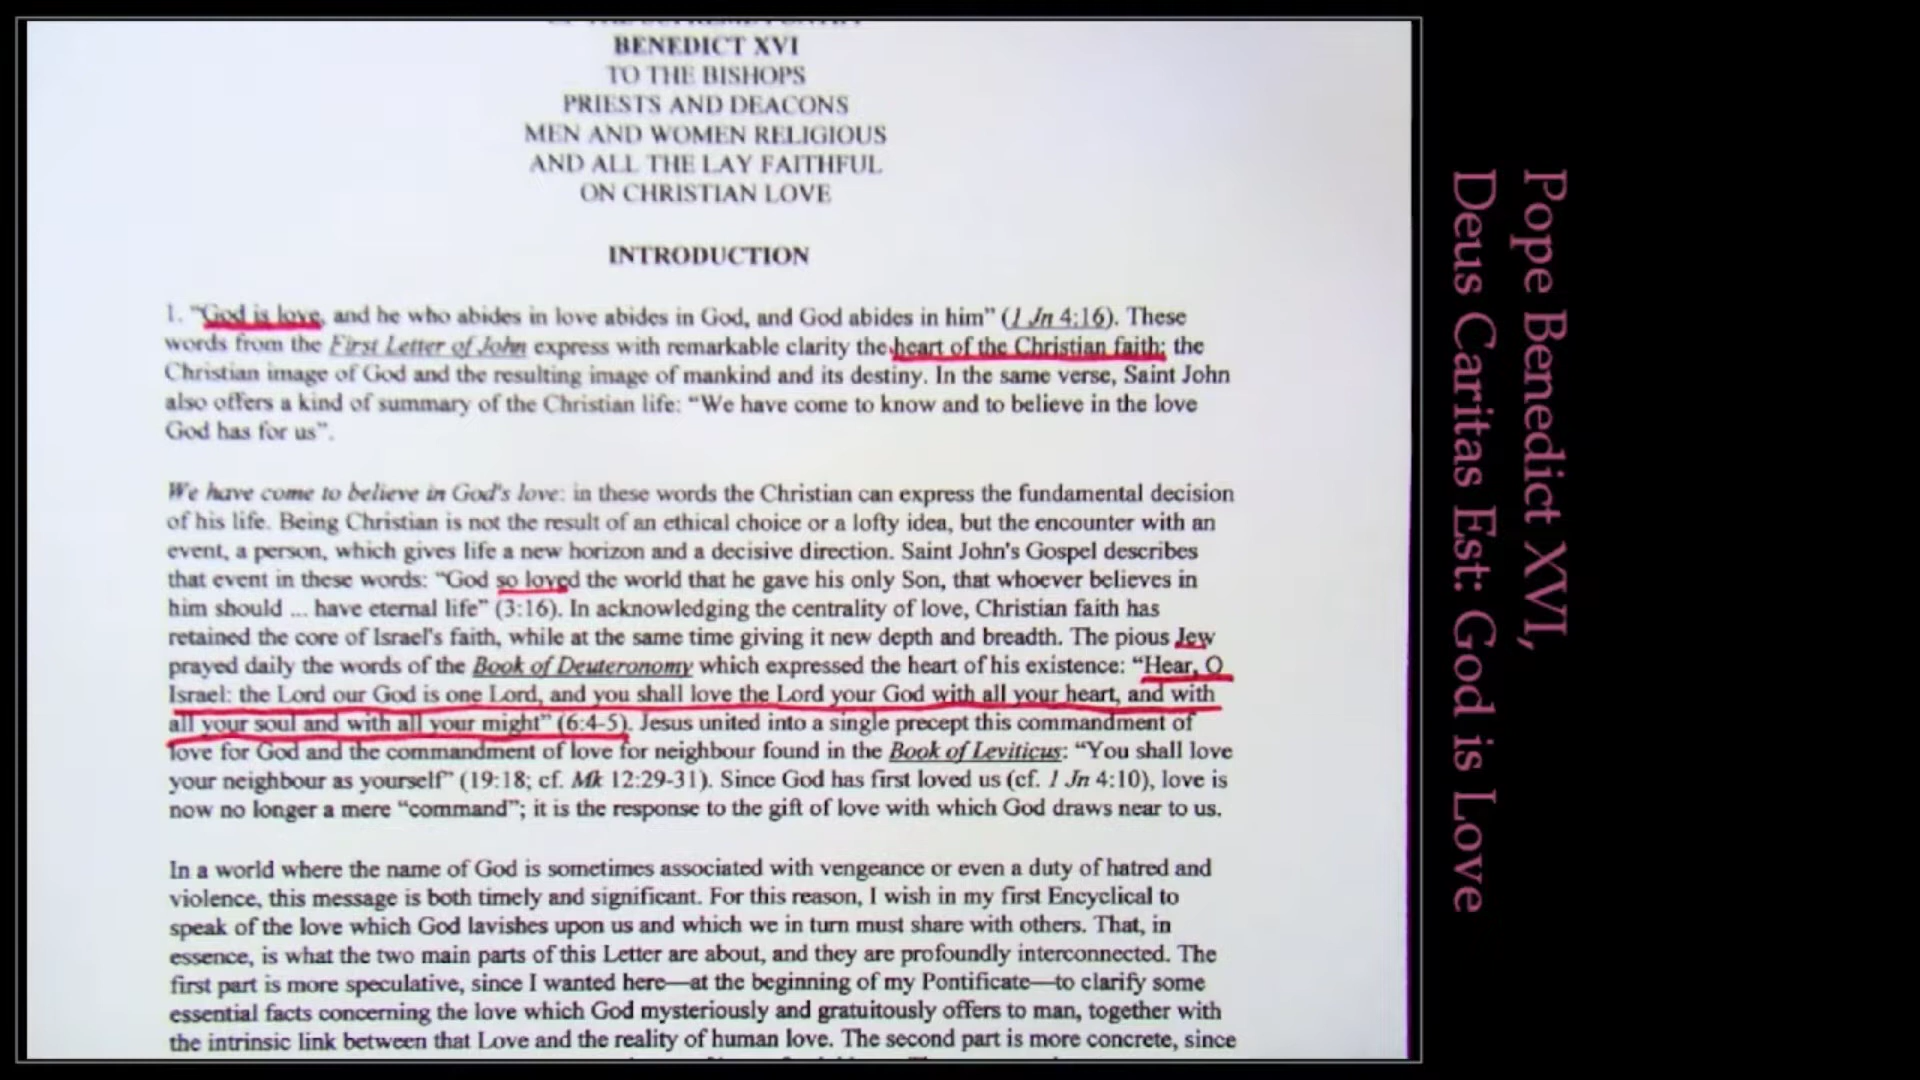 OF THE SUPREME PONTIFF
BENEDICT XVI
TO THE BISHOPS
PRIESTS AND DEACONS
MEN AND WOMEN RELIGIOUS
AND ALL THE LAY FAITHFUL
ON CHRISTIAN LOVE
INTRODUCTION
1. "God is love, and he who abides in love abides in God, and God abides in him" (1 Jn 4:16). These
words from the First Letter of John express with remarkable clarity the heart of the Christian faith: the
Christian image of God and the resulting image of mankind and its destiny. In the same verse, Saint John
also offers a kind of summary of the Christian life: “We have come to know and to believe in the love
God has for us”.
We have come to believe in God's love: in these words the Christian can express the fundamental decision
of his life. Being Christian is not the result of an ethical choice or a lofty idea, but the encounter with an
event, a person, which gives life a new horizon and a decisive direction. Saint John's Gospel describes
that event in these words: “God so loved the world that he gave his only Son, that whoever believes in
him should ... have eternal life” (3:16). In acknowledging the centrality of love, Christian faith has
retained the core of Israel's faith, while at the same time giving it new depth and breadth. The pious Jew
prayed daily the words of the Book of Deuteronomy which expressed the heart of his existence: “Hear, O
Israel: the Lord our God is one Lord, and you shall love the Lord your God with all your heart, and with
all your soul and with all your might” (6:4-5). Jesus united into a single precept this commandment of
love for God and the commandment of love for neighbour found in the Book of Leviticus: “You shall love
your neighbour as yourself” (19:18; cf. Mk 12:29-31). Since God has first loved us (cf. 1 Jn 4:10), love is
now no longer a mere “command”; it is the response to the gift of love with which God draws near to us.
In a world where the name of God is sometimes associated with vengeance or even a duty of hatred and
violence, this message is both timely and significant. For this reason, I wish in my first Encyclical to
speak of the love which God lavishes upon us and which we in turn must share with others. That, in
essence, is what the two main parts of this Letter are about, and they are profoundly interconnected. The
first part is more speculative, since I wanted here—at the beginning of my Pontificate—to clarify some
essential facts concerning the love which God mysteriously and gratuitously offers to man, together with
the intrinsic link between that Love and the reality of human love. The second part is more concrete, since
Pope Benedict XVI,
Deus Caritas Est: God is Love